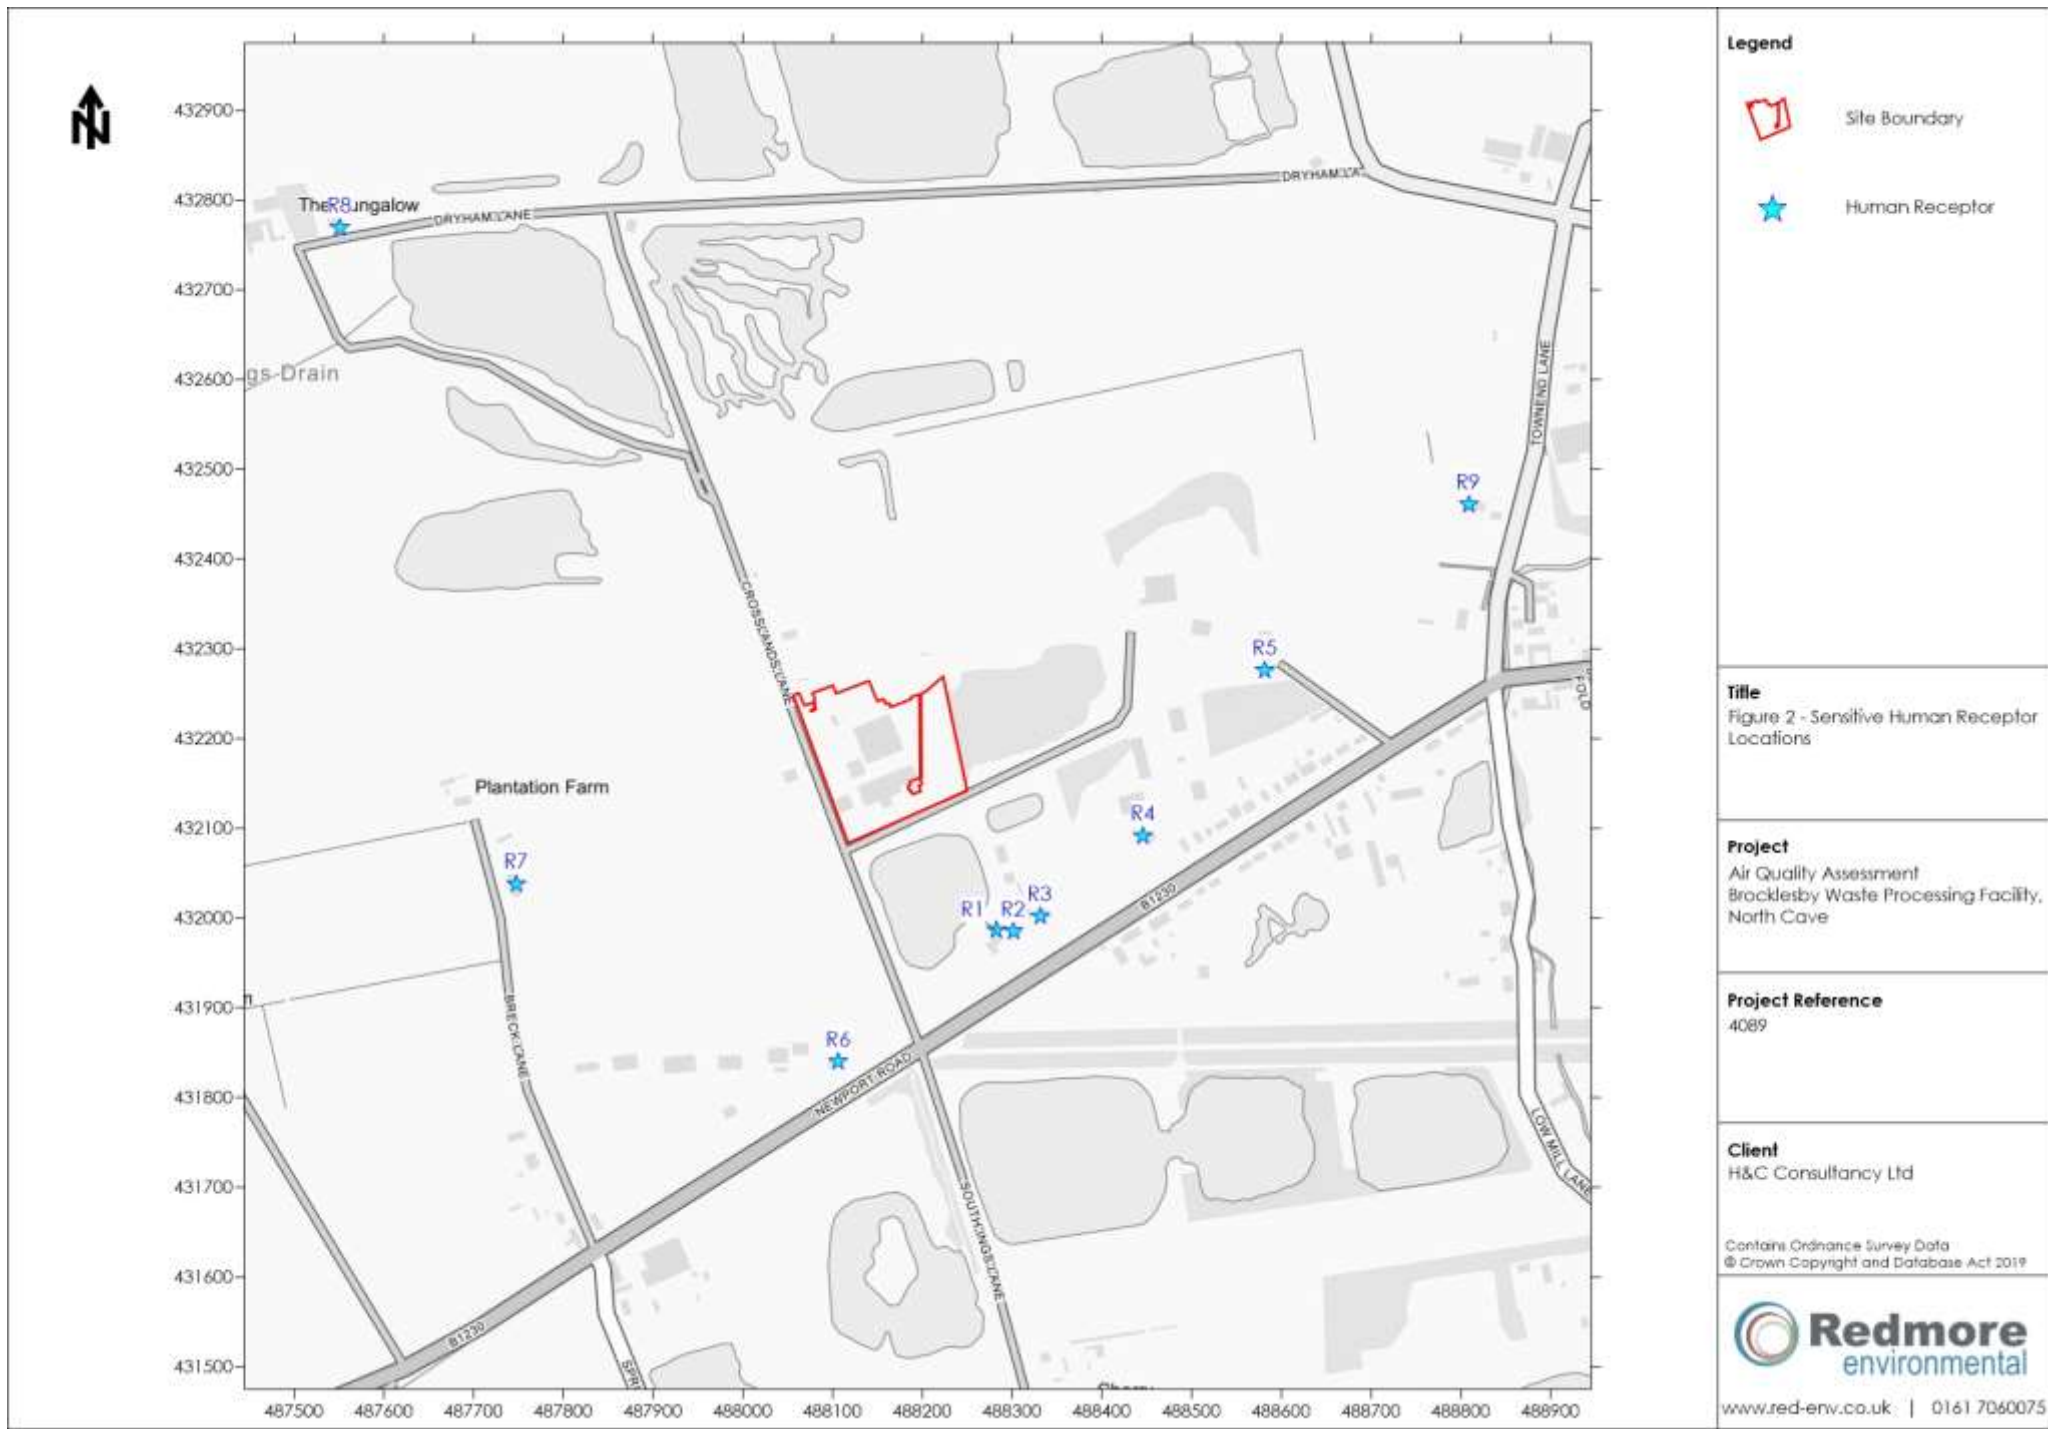 N
432900
432800
432700
432600
432500
432400
432300
432200
432100
432000
431900
431800
431700
431600
431500
487500
487600
487700
487800
487900
488000
488100
488200
488300
488400
488500
488600
488700
488800
488900
R8
DRYHAM LANE
DRYHAM LA
gs Drain
TOWNEND LANE
R9
CROSSLANDS LANE
R5
FOLD
Plantation Farm
R4
R7
R3
R1
R2
B1230
R6
BRECK LANE
NEWPORT ROAD
LOW MILL LANE
SOUTHINGS LANE
B1230
SPRI
Legend
Site Boundary
Human Receptor
Title
Figure 2 - Sensitive Human Receptor
Locations
Project
Air Quality Assessment
Brocklesby Waste Processing Facility,
North Cave
Project Reference
4089
Client
H&C Consultancy Ltd
Contains Ordnance Survey Data
© Crown Copyright and Database Act 2019
Redmore
environmental
www.red-env.co.uk | 0161 7060075